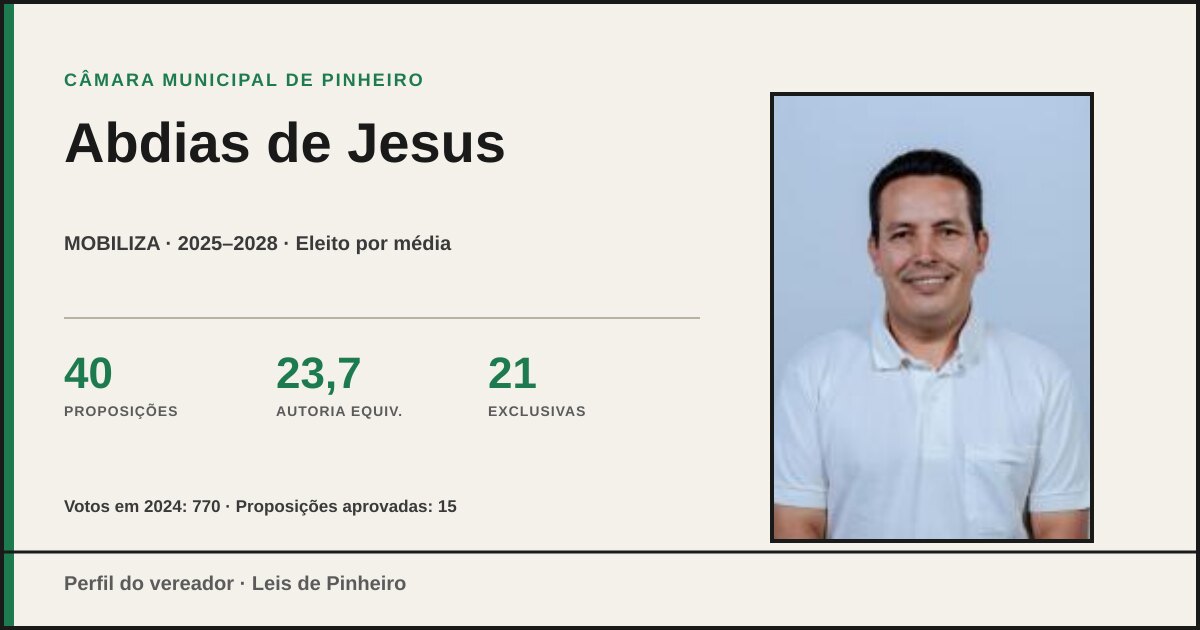 CÂMARA MUNICIPAL DE PINHEIRO
Abdias de Jesus
MOBILIZA · 2025–2028 · Eleito por média
40 23,7 21
PROPOSIÇÕES AUTORIA EQUIV. EXCLUSIVAS
Votos em 2024: 770 · Proposições aprovadas: 15
Perfil do vereador · Leis de Pinheiro